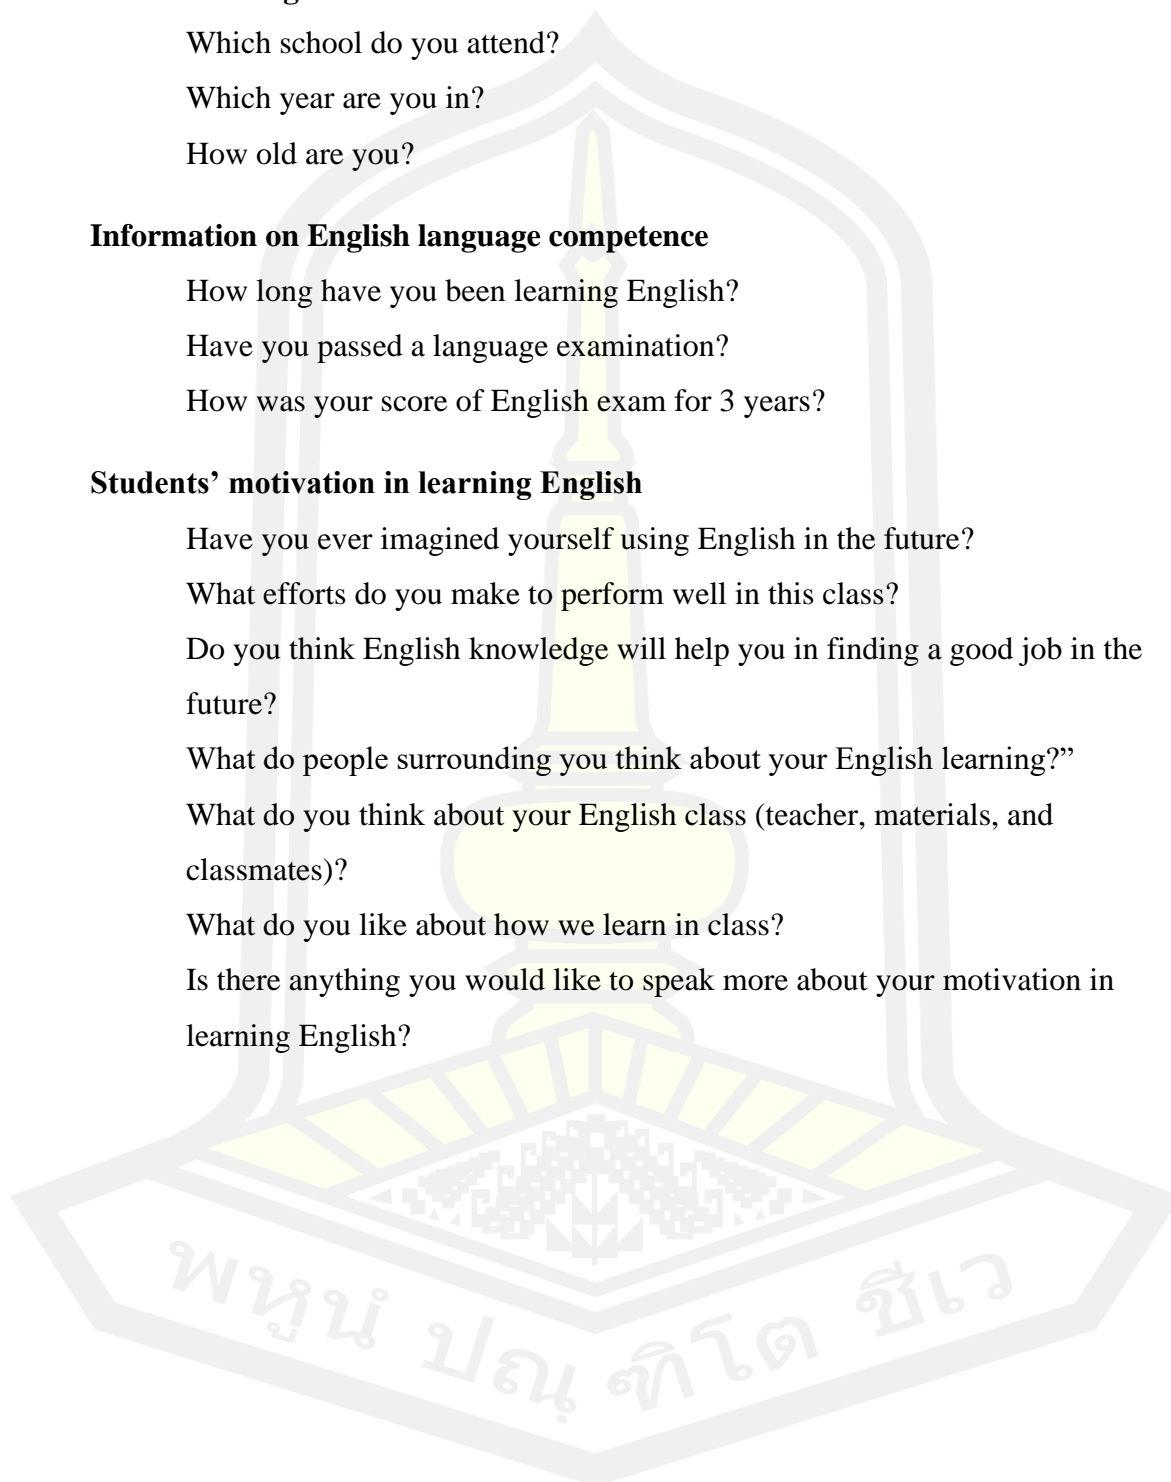 Which school do you attend?
Which year are you in?
How old are you?
Information on English language competence
How long have you been learning English?
Have you passed a language examination?
How was your score of English exam for 3 years?
Students’ motivation in learning English
Have you ever imagined yourself using English in the future?
What efforts do you make to perform well in this class?
Do you think English knowledge will help you in finding a good job in the
future?
What do people surrounding you think about your English learning?”
What do you think about your English class (teacher, materials, and
classmates)?
What do you like about how we learn in class?
Is there anything you would like to speak more about your motivation in
learning English?
พหูนํ ปณฺฑิโต ชีเว